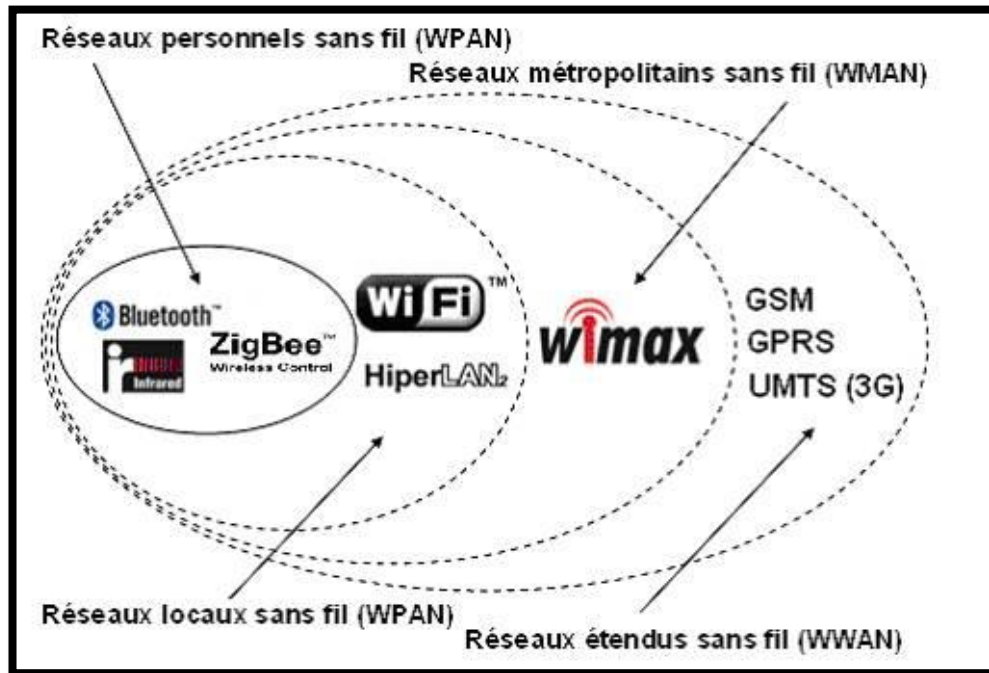 Réseaux personnels sans fil (WPAN)
Réseaux métropolitains sans fil (WMAN)
Bluetooth™
ZigBee™
Wireless Control
Infrared
WiFi™
HiperLAN2
wimax
GSM
GPRS
UMTS (3G)
Réseaux locaux sans fil (WPAN)
Réseaux étendus sans fil (WWAN)